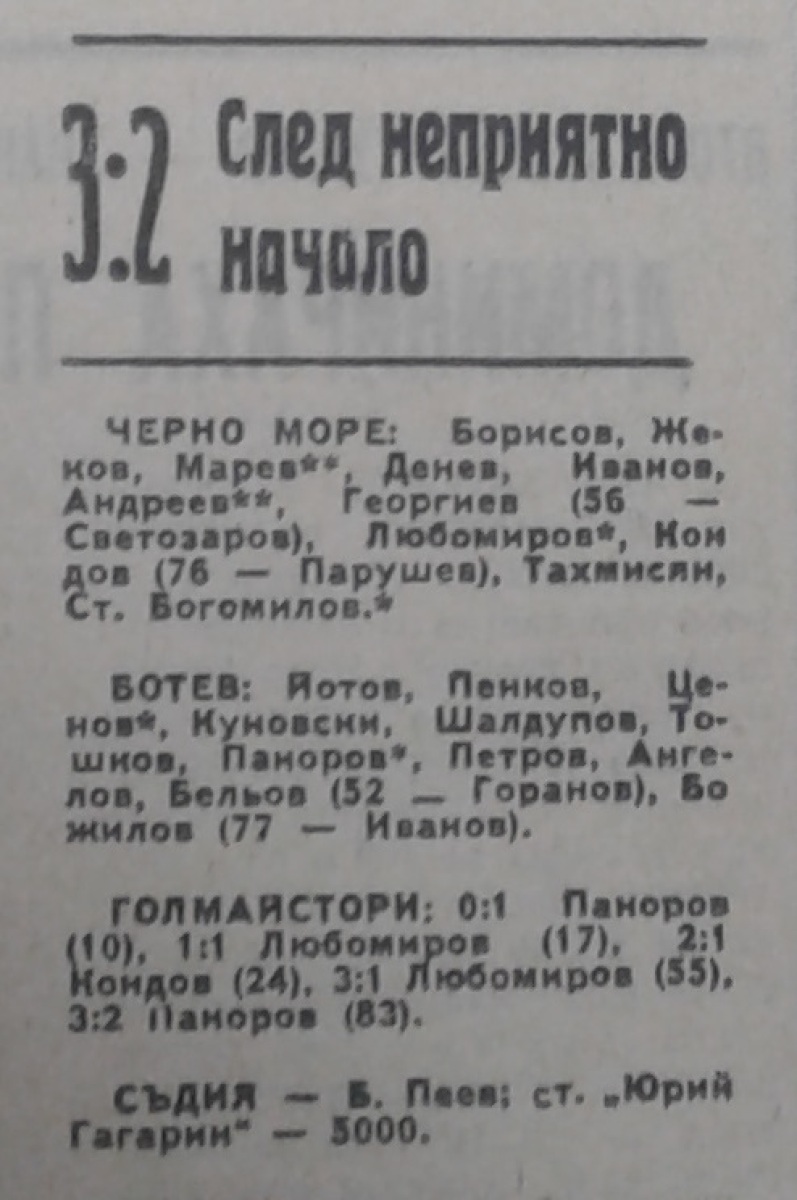 3:2 След неприятно
начало
ЧЕРНО МОРЕ: Борисов, Же-
ков, Марев**, Денев, Иванов,
Андреев**, Георгиев (56 —
Светозаров), Любомиров*, Кон
дов (76 — Парушев), Тахмисян,
Ст. Богомилов.*
БОТЕВ: Йотов, Пенков, Це-
нов*, Куновски, Шалдупов, То-
шков, Паноров*, Петров, Анге-
лов, Бельов (52 — Горанов), Бо
жилов (77 — Иванов).
ГОЛМАЙСТОРИ: 0:1 Паноров
(10), 1:1 Любомиров (17), 2:1
Кондов (24), 3:1 Любомиров (55),
3:2 Паноров (83).
СЪДИЯ — Б. Пеев; ст. „Юрий
Гагарин" — 5000.